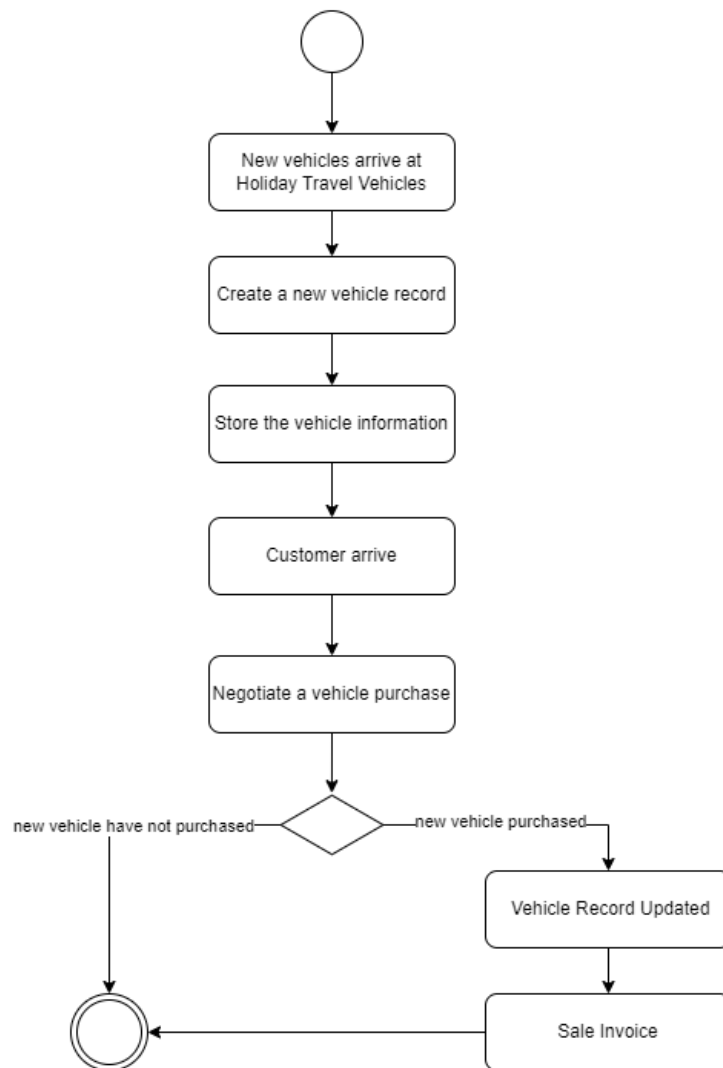 New vehicles arrive at
Holiday Travel Vehicles
Create a new vehicle record
Store the vehicle information
Customer arrive
Negotiate a vehicle purchase
new vehicle have not purchased
new vehicle purchased
Vehicle Record Updated
Sale Invoice